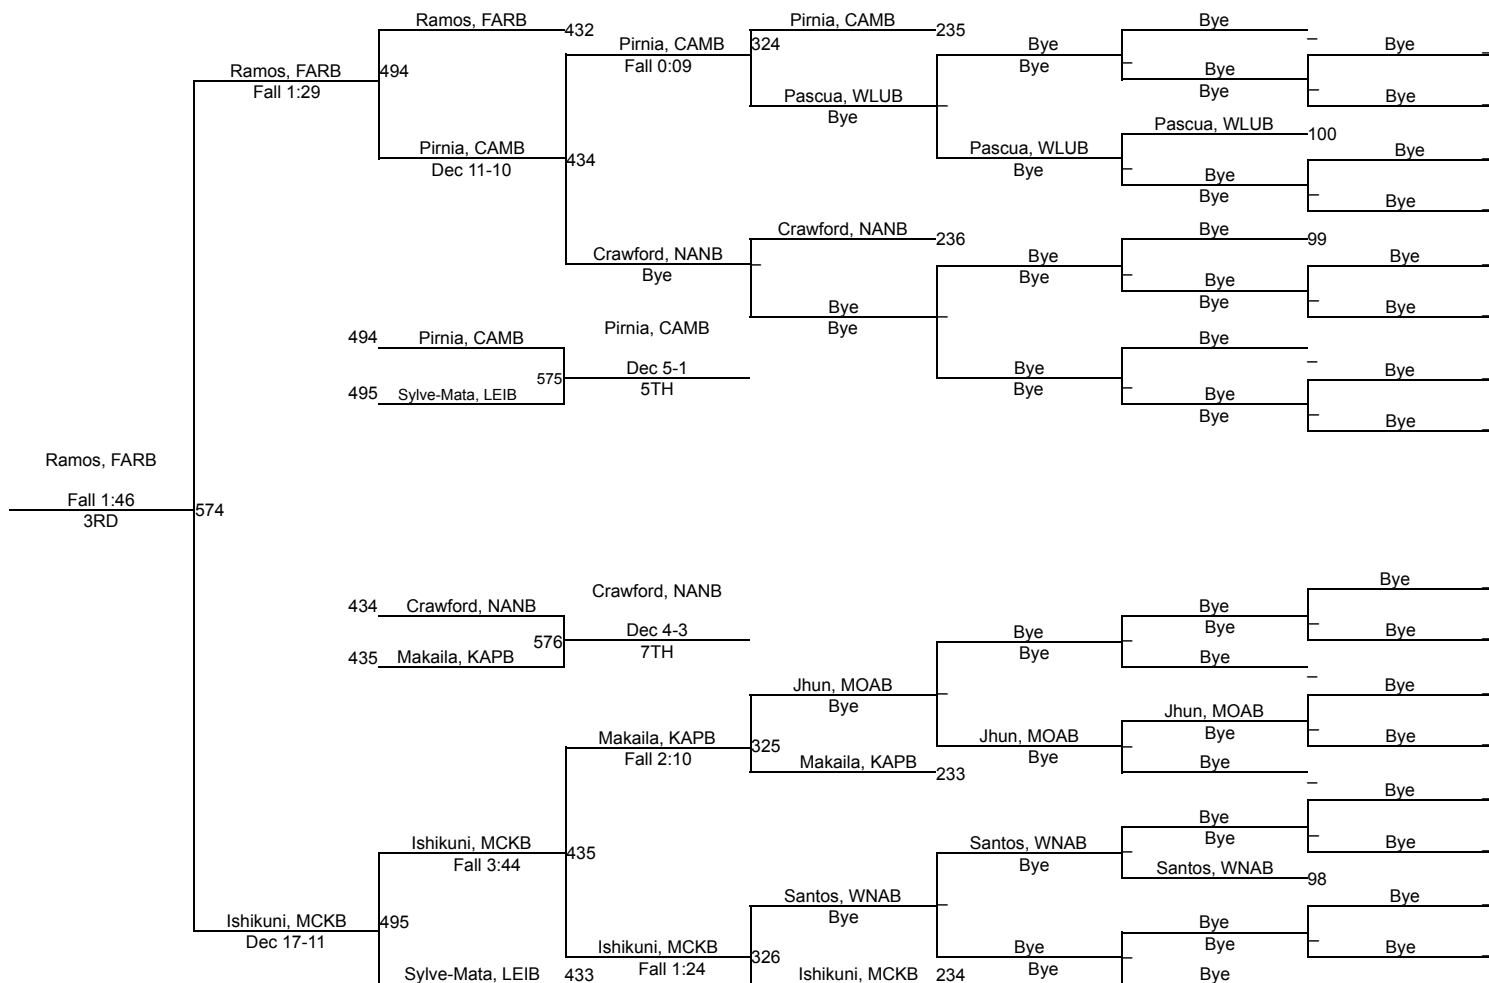 Ramos, FARB
432
Pirnia, CAMB
235
Bye
–
Pirnia, CAMB
324
Bye
Bye
Bye
–
Fall 0:09
Bye
Ramos, FARB
494
–
Bye
Fall 1:29
Pascua, WLUB
–
Bye
–
Bye
–
Bye
Pascua, WLUB
100
Pirnia, CAMB
434
Pascua, WLUB
Bye
–
Dec 11-10
Bye
–
Bye
Bye
–
Bye
–
Crawford, NANB
236
Bye
99
Crawford, NANB
–
Bye
Bye
–
Bye
Bye
–
Bye
Bye
Bye
–
Bye
–
Bye
–
Bye
Pirnia, CAMB
494
Pirnia, CAMB
Bye
–
575
Dec 5-1
Bye
Bye
–
5TH
Bye
–
495
Sylve-Mata, LEIB
Bye
–
Bye
–
Bye
Ramos, FARB
Fall 1:46
574
3RD
Crawford, NANB
Bye
–
434
Crawford, NANB
Bye
–
576
Dec 4-3
Bye
–
Bye
Bye
–
7TH
Bye
435
Makaila, KAPB
Bye
–
Jhun, MOAB
–
Bye
–
Bye
Jhun, MOAB
Makaila, KAPB
325
Jhun, MOAB
–
Bye
–
Bye
–
Fall 2:10
Bye
Makaila, KAPB
233
Bye
–
Bye
–
Ishikuni, MCKB
435
Santos, WNAB
–
Bye
–
Bye
–
Fall 3:44
Bye
Bye
Santos, WNAB
98
Santos, WNAB
–
Bye
–
Ishikuni, MCKB
495
Bye
Bye
–
Dec 17-11
Ishikuni, MCKB
326
Bye
–
Bye
Bye
–
Fall 1:24
Bye
Sylve-Mata, LEIB
433
Ishikuni, MCKB
234
Bye